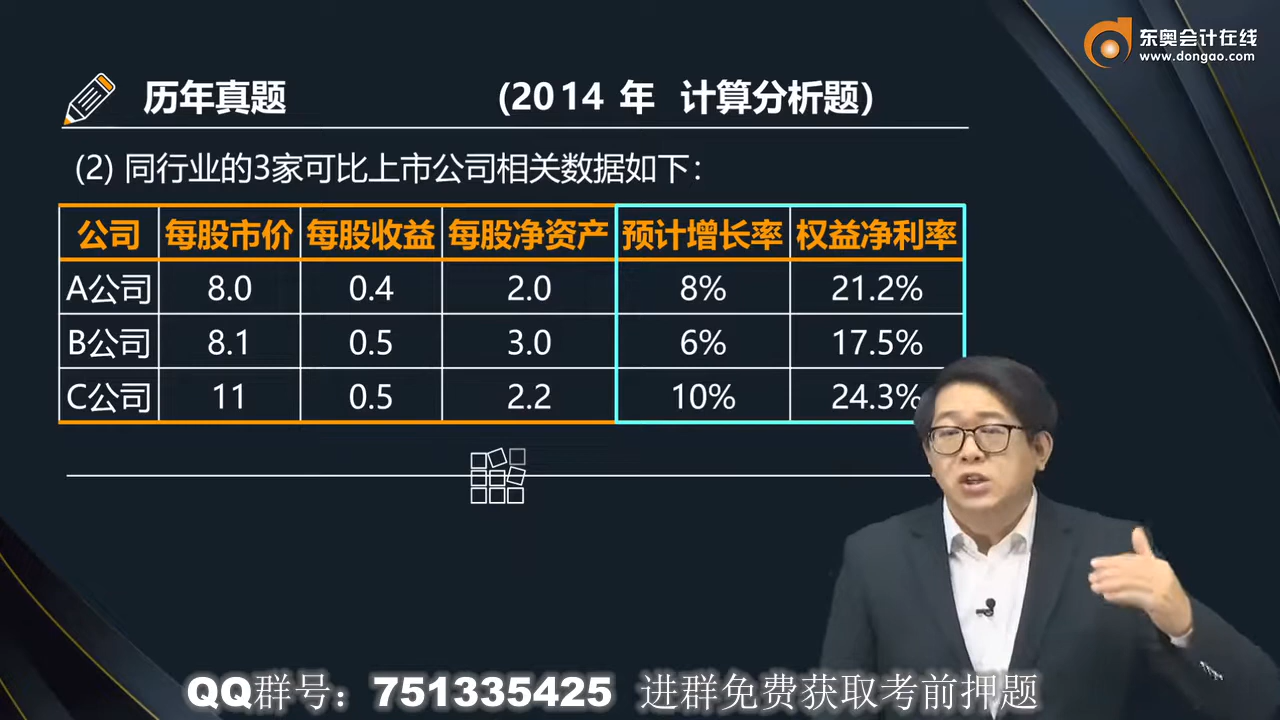 东奥会计在线
www.dongao.com
历年真题 (2014 年 计算分析题)
(2) 同行业的3家可比上市公司相关数据如下：
公司 每股市价 每股收益 每股净资产 预计增长率 权益净利率
A公司 8.0 0.4 2.0 8% 21.2%
B公司 8.1 0.5 3.0 6% 17.5%
C公司 11 0.5 2.2 10% 24.3%
QQ群号：751335425 进群免费获取考前押题